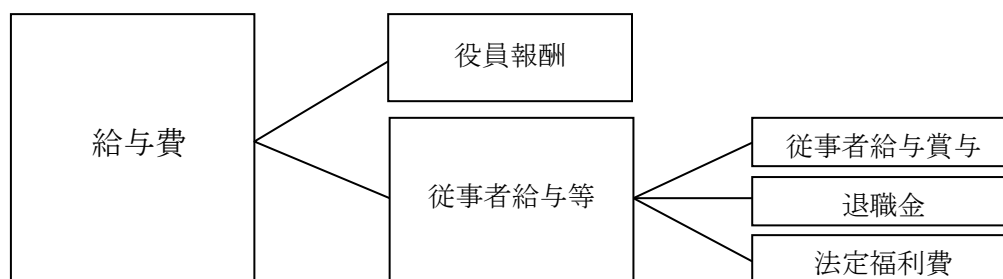 給与費
役員報酬
従事者給与等
従事者給与賞与
退職金
法定福利費